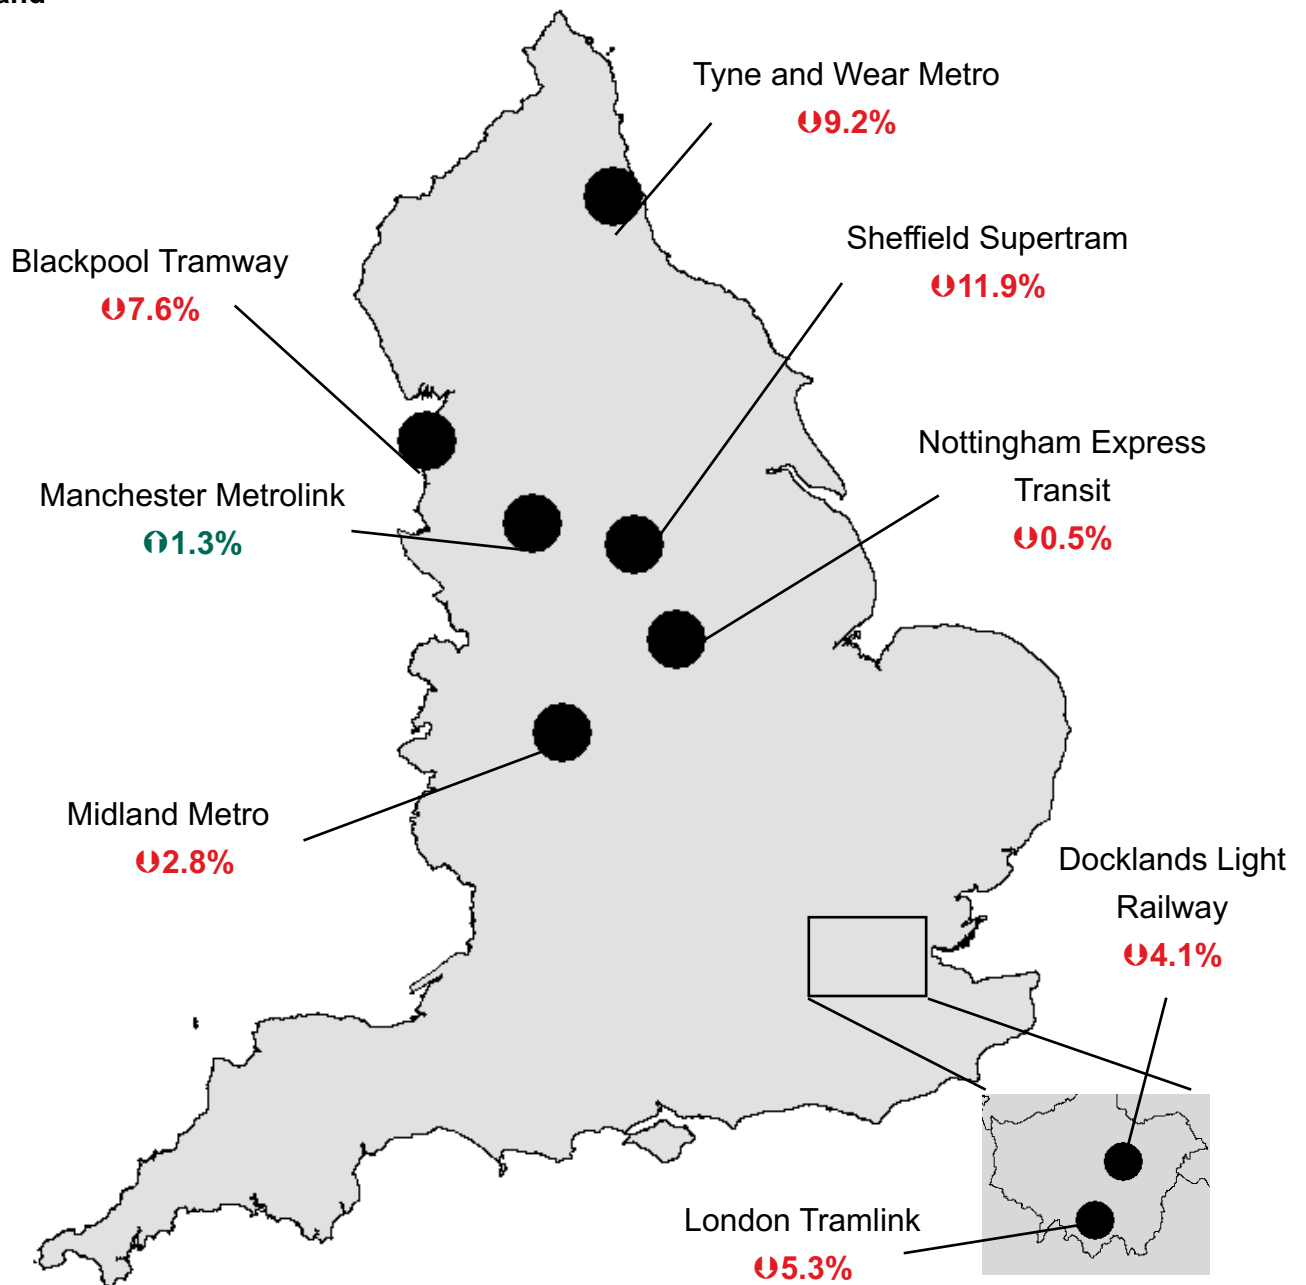 Tyne and Wear Metro
9.2%
Sheffield Supertram
11.9%
Blackpool Tramway
7.6%
Nottingham Express
Transit
0.5%
Manchester Metrolink
1.3%
Midland Metro
2.8%
Docklands Light
Railway
4.1%
London Tramlink
5.3%